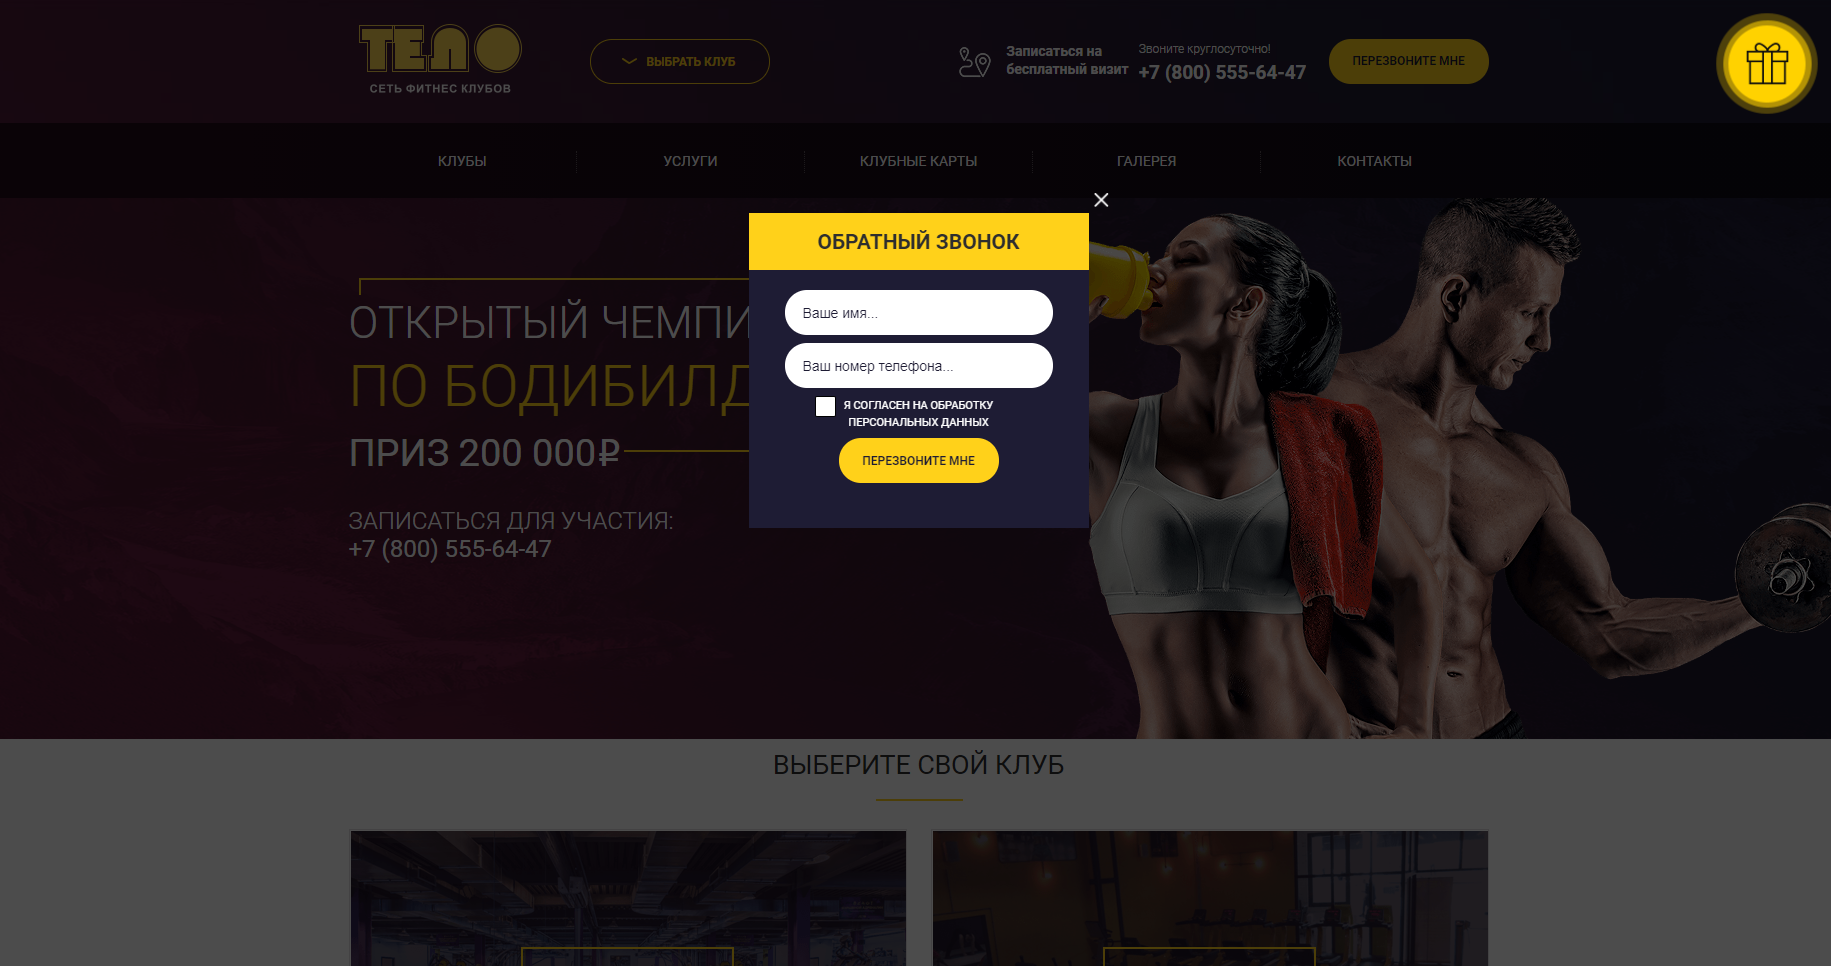 ТЕЛО
СЕТЬ ФИТНЕС КЛУБОВ
ВЫБРАТЬ КЛУБ
Записаться на
бесплатный визит
Звоните круглосуточно!
+7 (800) 555-64-47
ПЕРЕЗВОНИТЕ МНЕ
КЛУБЫ
УСЛУГИ
КЛУБНЫЕ КАРТЫ
ГАЛЕРЕЯ
КОНТАКТЫ
ОБРАТНЫЙ ЗВОНОК
Ваше имя...
Ваш номер телефона...
Я СОГЛАСЕН НА ОБРАБОТКУ
ПЕРСОНАЛЬНЫХ ДАННЫХ
ПЕРЕЗВОНИТЕ МНЕ
ОТКРЫТЫЙ ЧЕМПИ
ПО БОДИБИЛД
ПРИЗ 200 000₽
ЗАПИСАТЬСЯ ДЛЯ УЧАСТИЯ:
+7 (800) 555-64-47
ВЫБЕРИТЕ СВОЙ КЛУБ